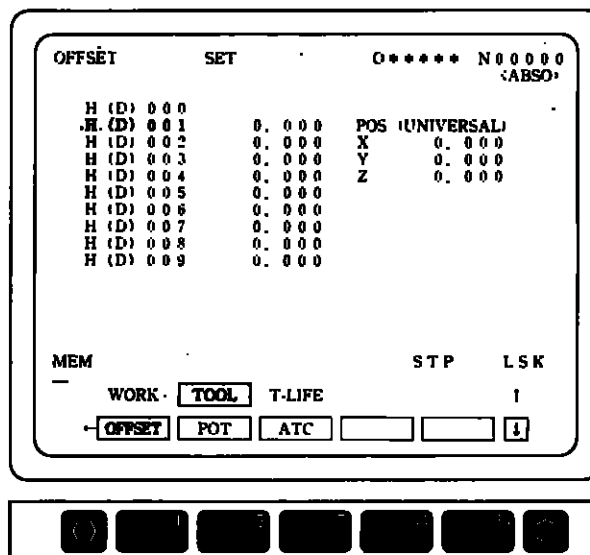 OFFSET SET O***** N00000
<ABSO>
H (D) 000
H (D) 001 0. 000 POS (UNIVERSAL)
H (D) 002 0. 000 X 0. 000
H (D) 003 0. 000 Y 0. 000
H (D) 004 0. 000 Z 0. 000
H (D) 005 0. 000
H (D) 006 0. 000
H (D) 007 0. 000
H (D) 008 0. 000
H (D) 009 0. 000
MEM STP LSK
WORK TOOL T-LIFE ↑
← OFFSET POT ATC ↓